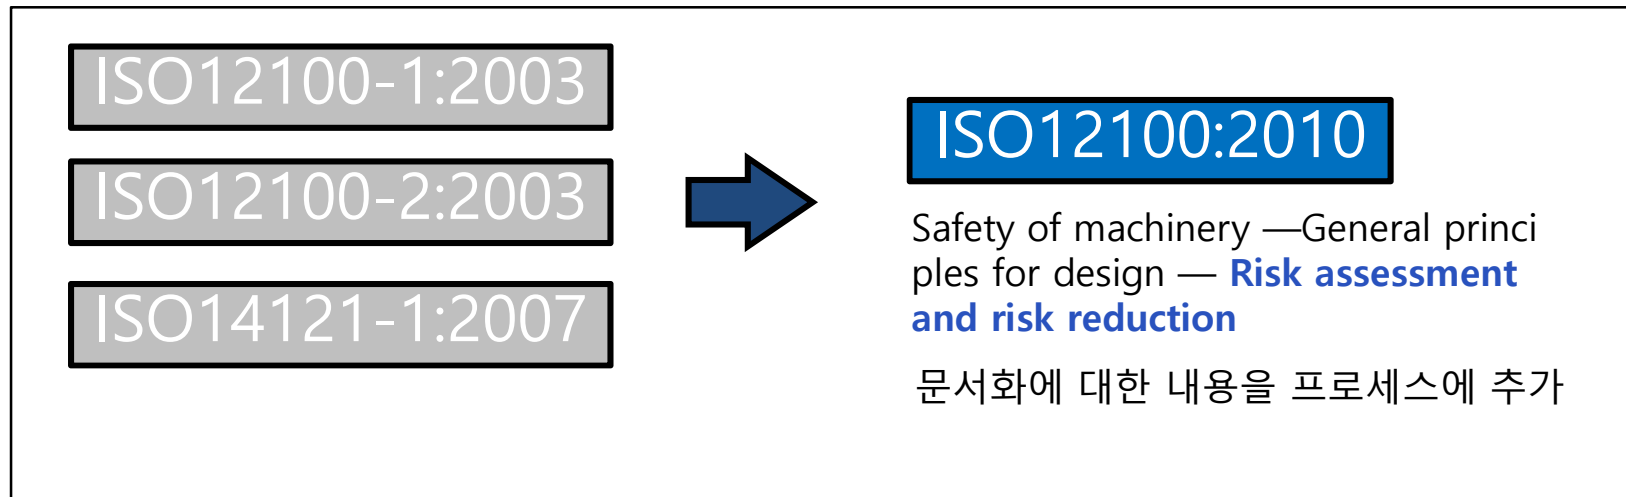 ISO12100-1:2003
ISO12100-2:2003
ISO14121-1:2007
ISO12100:2010
Safety of machinery —General princi
ples for design — Risk assessment
and risk reduction
문서화에 대한 내용을 프로세스에 추가